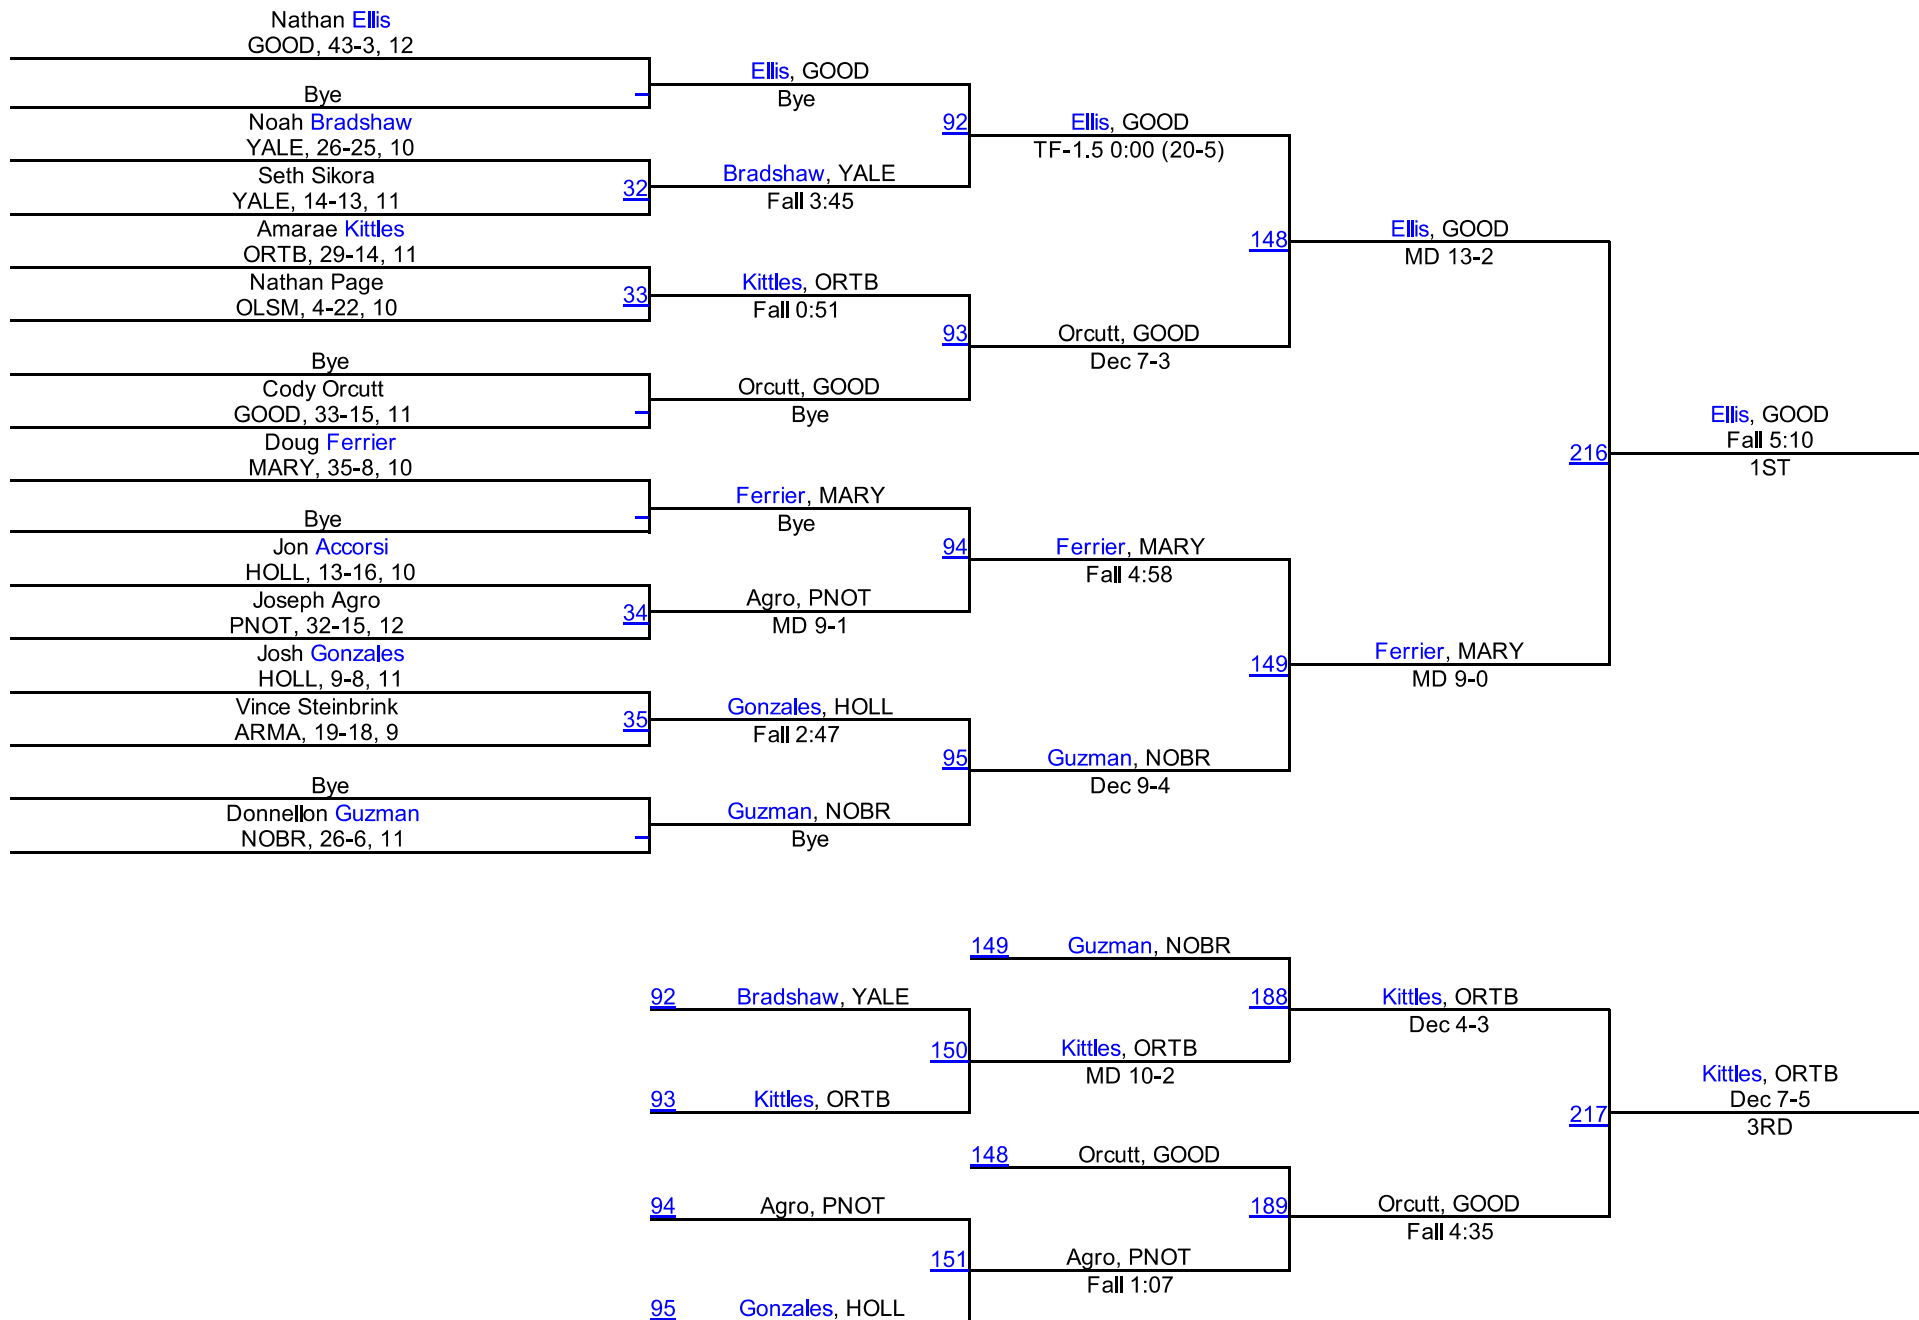 Nathan Ellis
GOOD, 43-3, 12
Bye
Noah Bradshaw
YALE, 26-25, 10
Seth Sikora
YALE, 14-13, 11
Amarae Kittles
ORTB, 29-14, 11
Nathan Page
OLSM, 4-22, 10
Bye
Cody Orcutt
GOOD, 33-15, 11
Doug Ferrier
MARY, 35-8, 10
Bye
Jon Accorsi
HOLL, 13-16, 10
Joseph Agro
PNOT, 32-15, 12
Josh Gonzales
HOLL, 9-8, 11
Vince Steinbrink
ARMA, 19-18, 9
Bye
Donnellon Guzman
NOBR, 26-6, 11
32
33
34
35
Ellis, GOOD
Bye
Bradshaw, YALE
Fall 3:45
Kittles, ORTB
Fall 0:51
Orcutt, GOOD
Bye
Ferrier, MARY
Bye
Agro, PNOT
MD 9-1
Gonzales, HOLL
Fall 2:47
Guzman, NOBR
Bye
92
93
94
95
Ellis, GOOD
TF-1.5 0:00 (20-5)
Orcutt, GOOD
Dec 7-3
Ferrier, MARY
Fall 4:58
Guzman, NOBR
Dec 9-4
148
149
Ellis, GOOD
MD 13-2
Ferrier, MARY
MD 9-0
216
Ellis, GOOD
Fall 5:10
1ST
92 Bradshaw, YALE
93 Kittles, ORTB
94 Agro, PNOT
95 Gonzales, HOLL
150
151
149 Guzman, NOBR
Kittles, ORTB
MD 10-2
148 Orcutt, GOOD
Agro, PNOT
Fall 1:07
188
189
Kittles, ORTB
Dec 4-3
Orcutt, GOOD
Fall 4:35
217
Kittles, ORTB
Dec 7-5
3RD